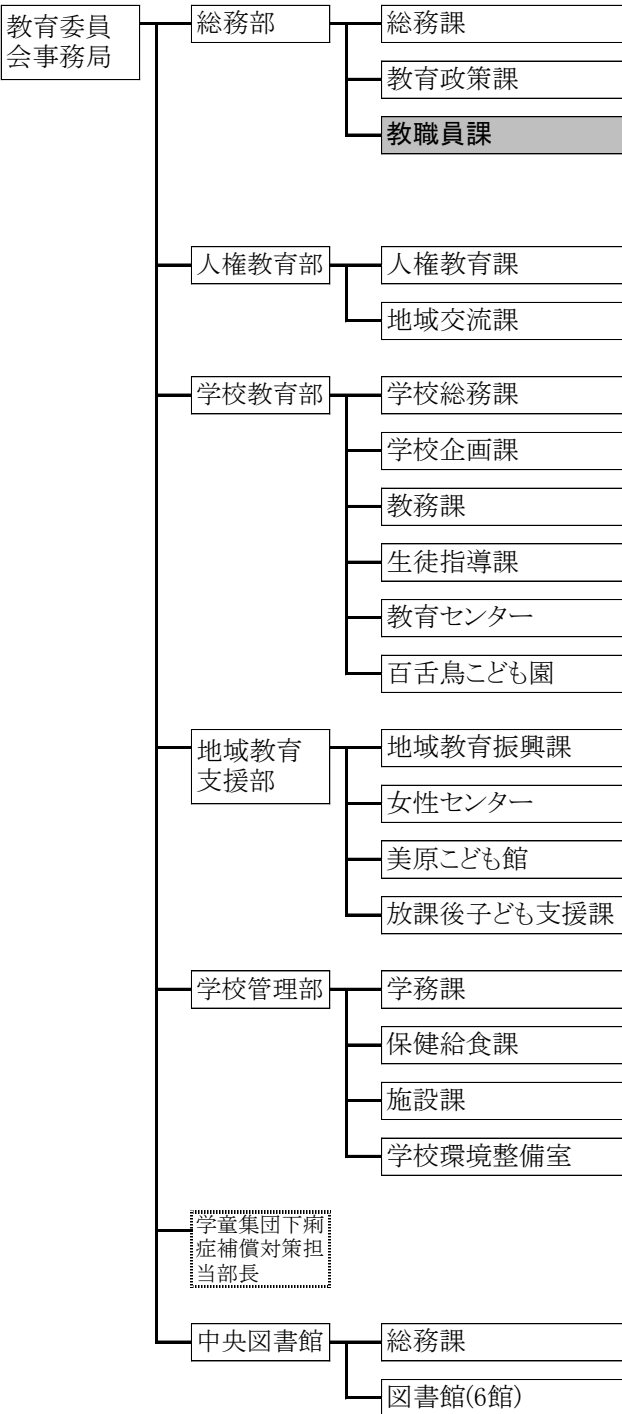 教育委員
会事務局
総務部
総務課
教育政策課
教職員課
人権教育部
人権教育課
地域交流課
学校教育部
学校総務課
学校企画課
教務課
生徒指導課
教育センター
百舌鳥こども園
地域教育
支援部
地域教育振興課
女性センター
美原こども館
放課後子ども支援課
学校管理部
学務課
保健給食課
施設課
学校環境整備室
学童集団下痢
症補償対策担
当部長
中央図書館
総務課
図書館(6館)